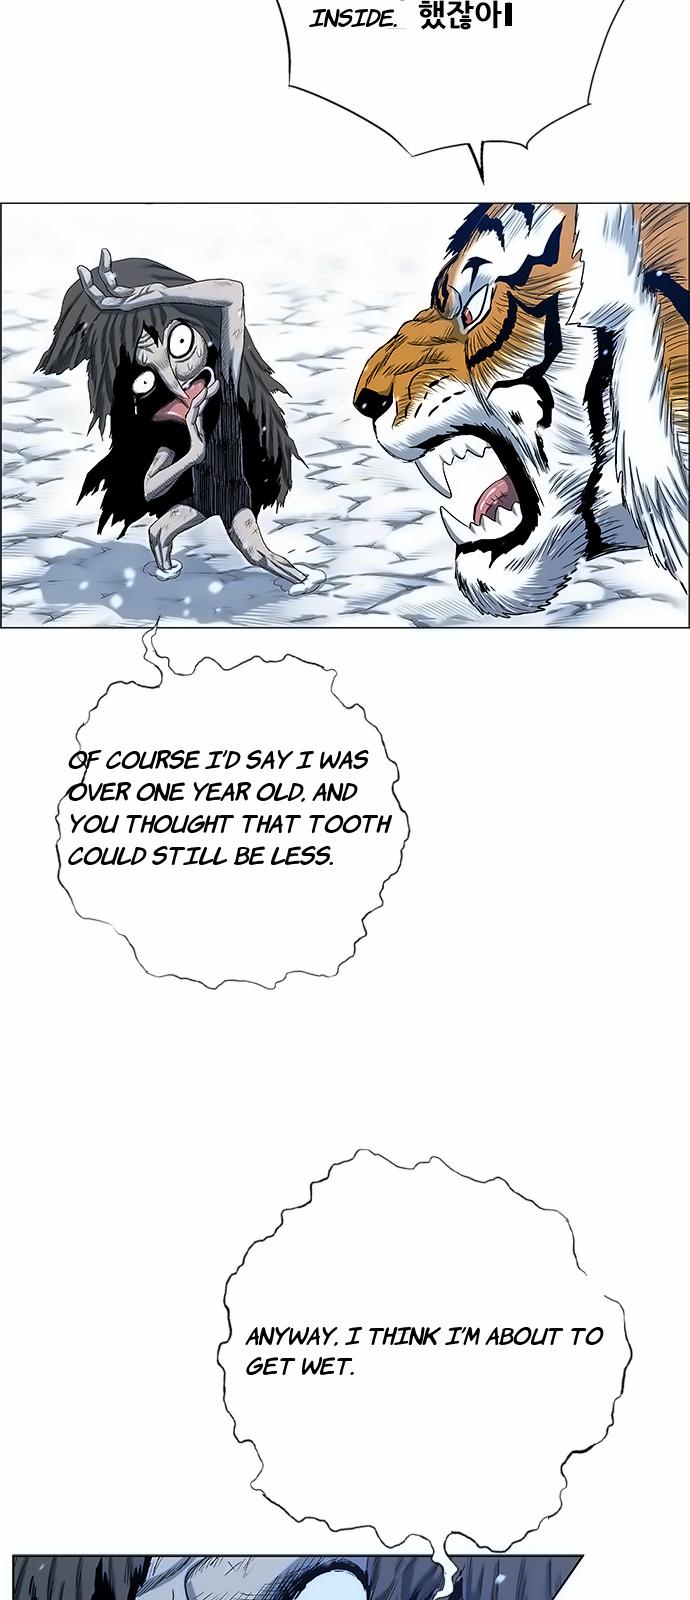 INSIDE. 했잖아!
OF COURSE I'D SAY I WAS
OVER ONE YEAR OLD, AND
YOU THOUGHT THAT TOOTH
COULD STILL BE LESS.
ANYWAY, I THINK I'M ABOUT TO
GET WET.